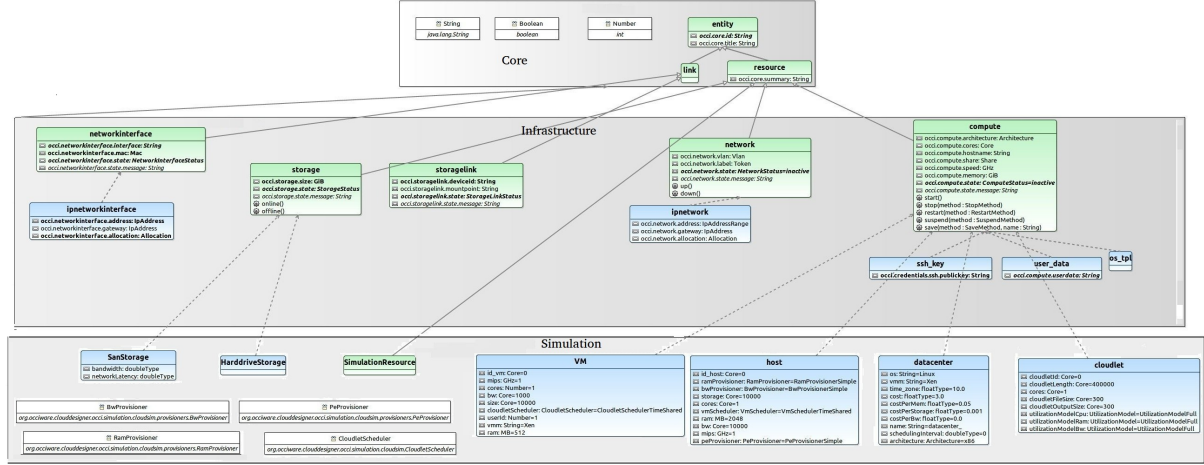 String
java.lang.String
Boolean
boolean
Number
int
entity
occi.core.id: String
occi.core.title: String
Core
link
resource
occi.core.summary: String
Infrastructure
networkinterface
occi.networkinterface.interface: String
occi.networkinterface.mac: Mac
occi.networkinterface.state: NetworkInterfaceStatus
occi.networkinterface.state.message: String
ipnetworkinterface
occi.networkinterface.address: IpAddress
occi.networkinterface.gateway: IpAddress
occi.networkinterface.allocation: Allocation
storage
occi.storage.size: GiB
occi.storage.state: StorageStatus
occi.storage.state.message: String
online()
offline()
storagelink
occi.storagelink.deviceid: String
occi.storagelink.mountpoint: String
occi.storagelink.state: StorageLinkStatus
occi.storagelink.state.message: String
network
occi.network.vlan: Vlan
occi.network.label: Token
occi.network.state: NetworkStatus=inactive
occi.network.state.message: String
up()
down()
ipnetwork
occi.network.address: IpAddressRange
occi.network.gateway: IpAddress
occi.network.allocation: Allocation
compute
occi.compute.architecture: Architecture
occi.compute.cores: Core
occi.compute.hostname: String
occi.compute.share: Share
occi.compute.speed: GHz
occi.compute.memory: GiB
occi.compute.state: ComputeStatus=inactive
occi.compute.state.message: String
start()
stop(method : StopMethod)
restart(method : RestartMethod)
suspend(method : SuspendMethod)
save(method : SaveMethod, name : String)
ssh_key
occi.credentials.ssh.publickey: String
user_data
occi.compute.userdata: String
os_tpl
Simulation
SanStorage
bandwidth: doubleType
networkLatency: doubleType
HarddriveStorage
SimulationResource
BwProvisioner
org.occiware.clouddesigner.occi.simulation.cloudsim.provisioners.BwProvisioner
PeProvisioner
org.occiware.clouddesigner.occi.simulation.cloudsim.provisioners.PeProvisioner
RamProvisioner
org.occiware.clouddesigner.occi.simulation.cloudsim.provisioners.RamProvisioner
CloudletScheduler
org.occiware.clouddesigner.occi.simulation.cloudsim.CloudletScheduler
VM
id_vm: Core=0
mips: GHz=1
cores: Number=1
bw: Core=1000
size: Core=10000
cloudletScheduler: CloudletScheduler=CloudletSchedulerTimeShared
userId: Number=1
vmm: String=Xen
ram: MB=512
host
id_host: Core=0
ramProvisioner: RamProvisioner=RamProvisionerSimple
bwProvisioner: BwProvisioner=BwProvisionerSimple
storage: Core=10000
cores: Core=1
vmScheduler: VmScheduler=VmSchedulerTimeShared
ram: MB=2048
bw: Core=10000
mips: GHz=1
peProvisioner: PeProvisioner=PeProvisionerSimple
datacenter
os: String=Linux
vmm: String=Xen
time_zone: floatType=10.0
cost: floatType=3.0
costPerMem: floatType=0.05
costPerStorage: floatType=0.001
costPerBw: floatType=0.0
name: String=datacenter_
schedulingInterval: doubleType=0
architecture: Architecture=x86
cloudlet
cloudletId: Core=0
cloudletLength: Core=400000
cores: Core=1
cloudletFileSize: Core=300
cloudletOutputSize: Core=300
utilizationModelCpu: UtilizationModel=UtilizationModelFull
utilizationModelRam: UtilizationModel=UtilizationModelFull
utilizationModelBw: UtilizationModel=UtilizationModelFull